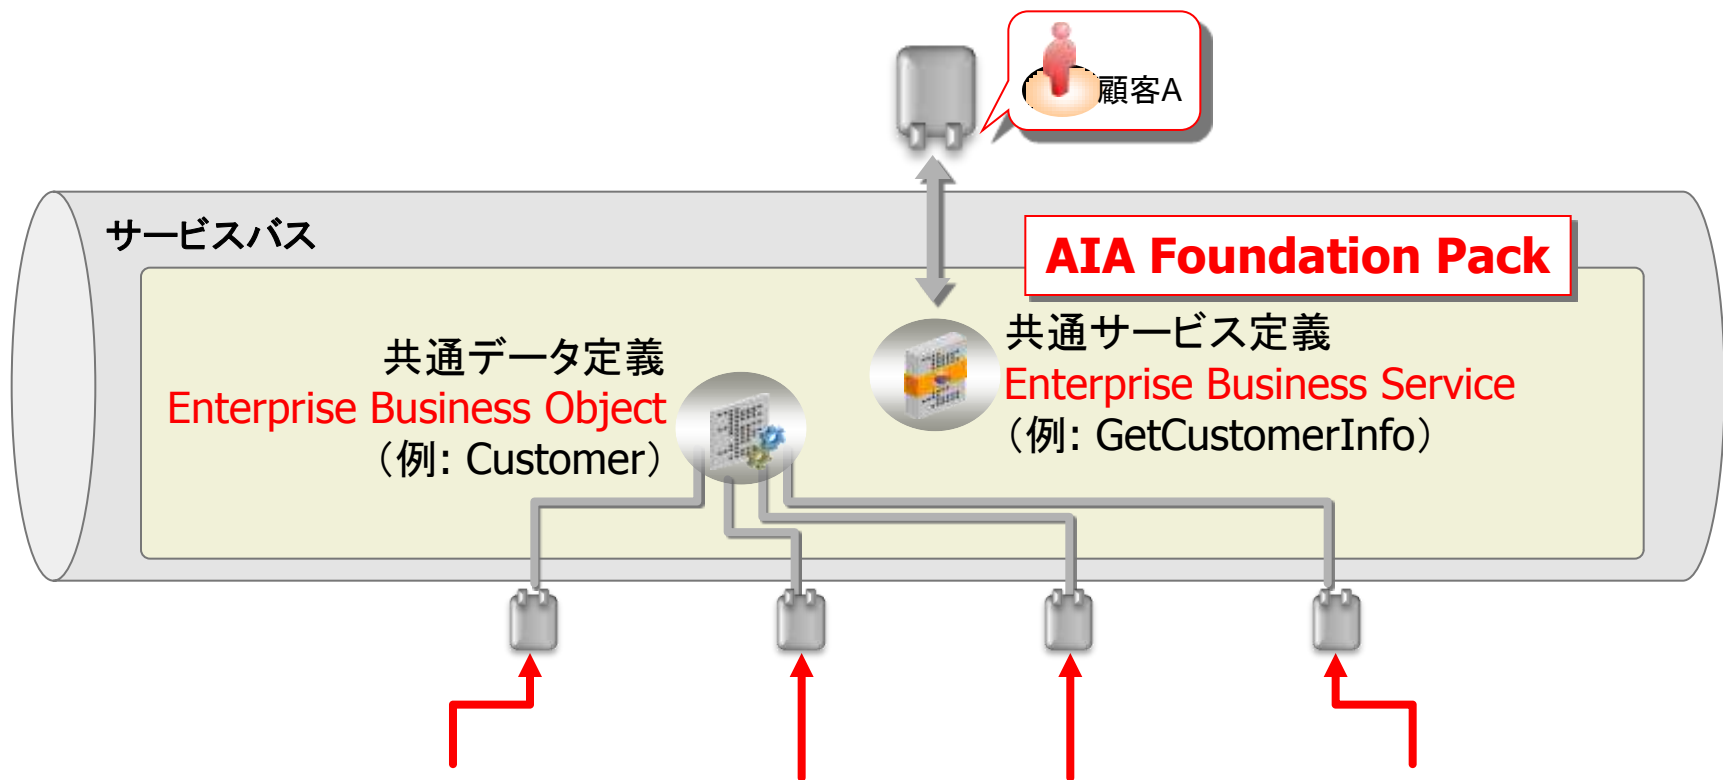 顧客A
サービスバス
AIA Foundation Pack
共通データ定義
Enterprise Business Object
（例: Customer）
共通サービス定義
Enterprise Business Service
（例: GetCustomerInfo）